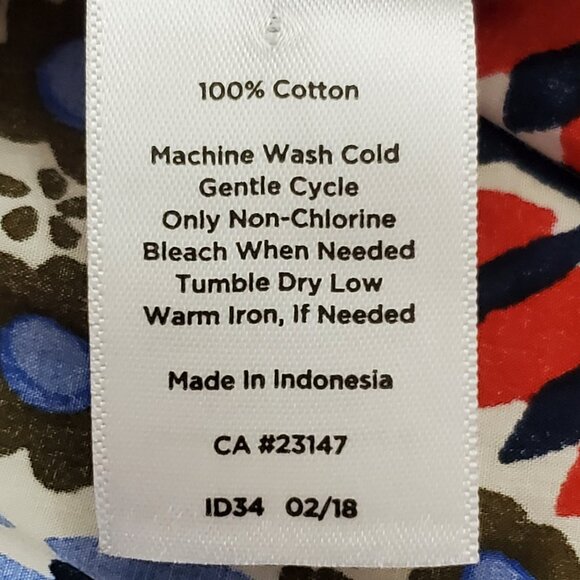 100% Cotton
Machine Wash Cold
Gentle Cycle
Only Non-Chlorine
Bleach When Needed
Tumble Dry Low
Warm Iron, If Needed
Made In Indonesia
CA #23147
ID34 02/18